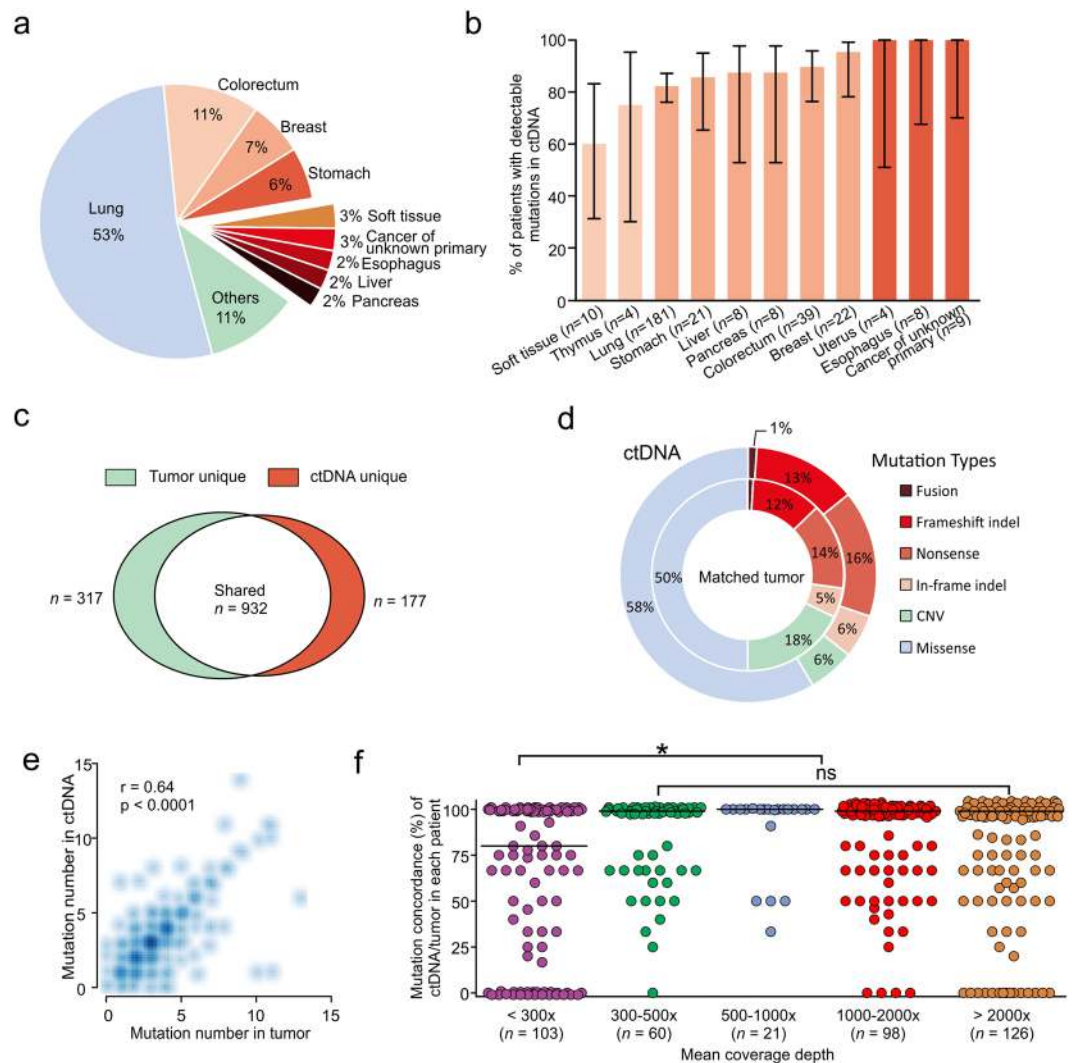 a
Colorectum
11%
Breast
7%
Stomach
6%
Lung
53%
3% Soft tissue
3% Cancer of
unknown primary
2% Esophagus
2% Liver
2% Pancreas
Others
11%
b
% of patients with detectable
mutations in ctDNA
100
80
60
40
20
0
Soft tissue (n=10)
Thymus (n=4)
Lung (n=181)
Stomach (n=21)
Liver (n=8)
Pancreas (n=8)
Colorectum (n=39)
Breast (n=22)
Uterus (n=4)
Esophagus (n=8)
Cancer of unknown
primary (n=9)
c
Tumor unique
ctDNA unique
n = 317
Shared
n = 932
n = 177
d
ctDNA
1%
13%
12%
16%
14%
5%
6%
18%
6%
50%
58%
Matched tumor
Mutation Types
Fusion
Frameshift indel
Nonsense
In-frame indel
CNV
Missense
e
Mutation number in ctDNA
15
10
5
0
r = 0.64
p < 0.0001
0 5 10 15
Mutation number in tumor
f
*
ns
Mutation concordance (%) of
ctDNA/tumor in each patient
100
75
50
25
0
< 300x 300-500x 500-1000x 1000-2000x > 2000x
(n = 103) (n = 60) (n = 21) (n = 98) (n = 126)
Mean coverage depth